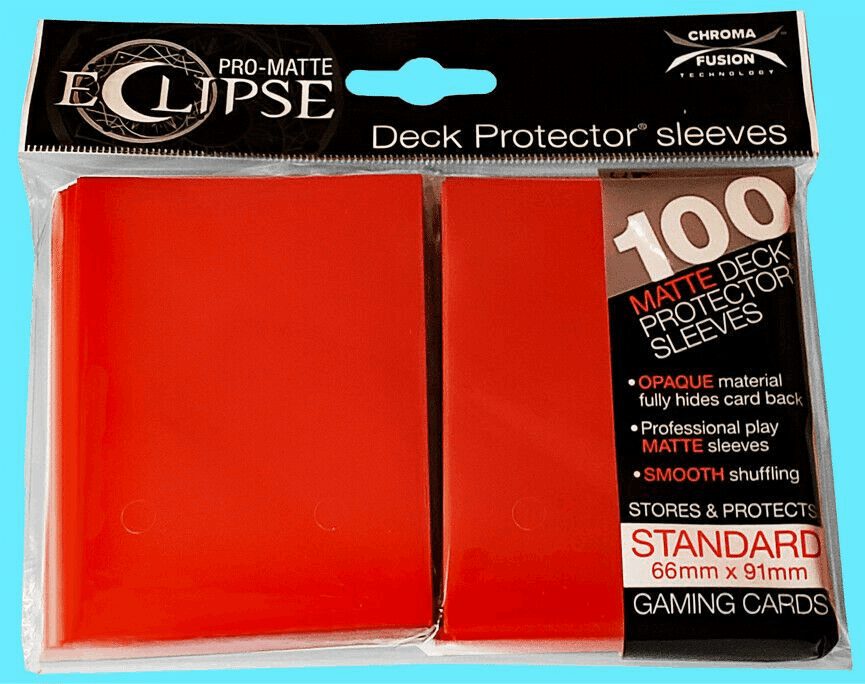 PRO-MATTE
ECLIPSE
CHROMA
FUSION
TECHNOLOGY
™
Deck Protector® sleeves
100
MATTE DECK
PROTECTOR
SLEEVES
•OPAQUE material
fully hides card back
•Professional play
MATTE sleeves
•SMOOTH shuffling
STORES & PROTECTS
STANDARD
66mm x 91mm
GAMING CARDS